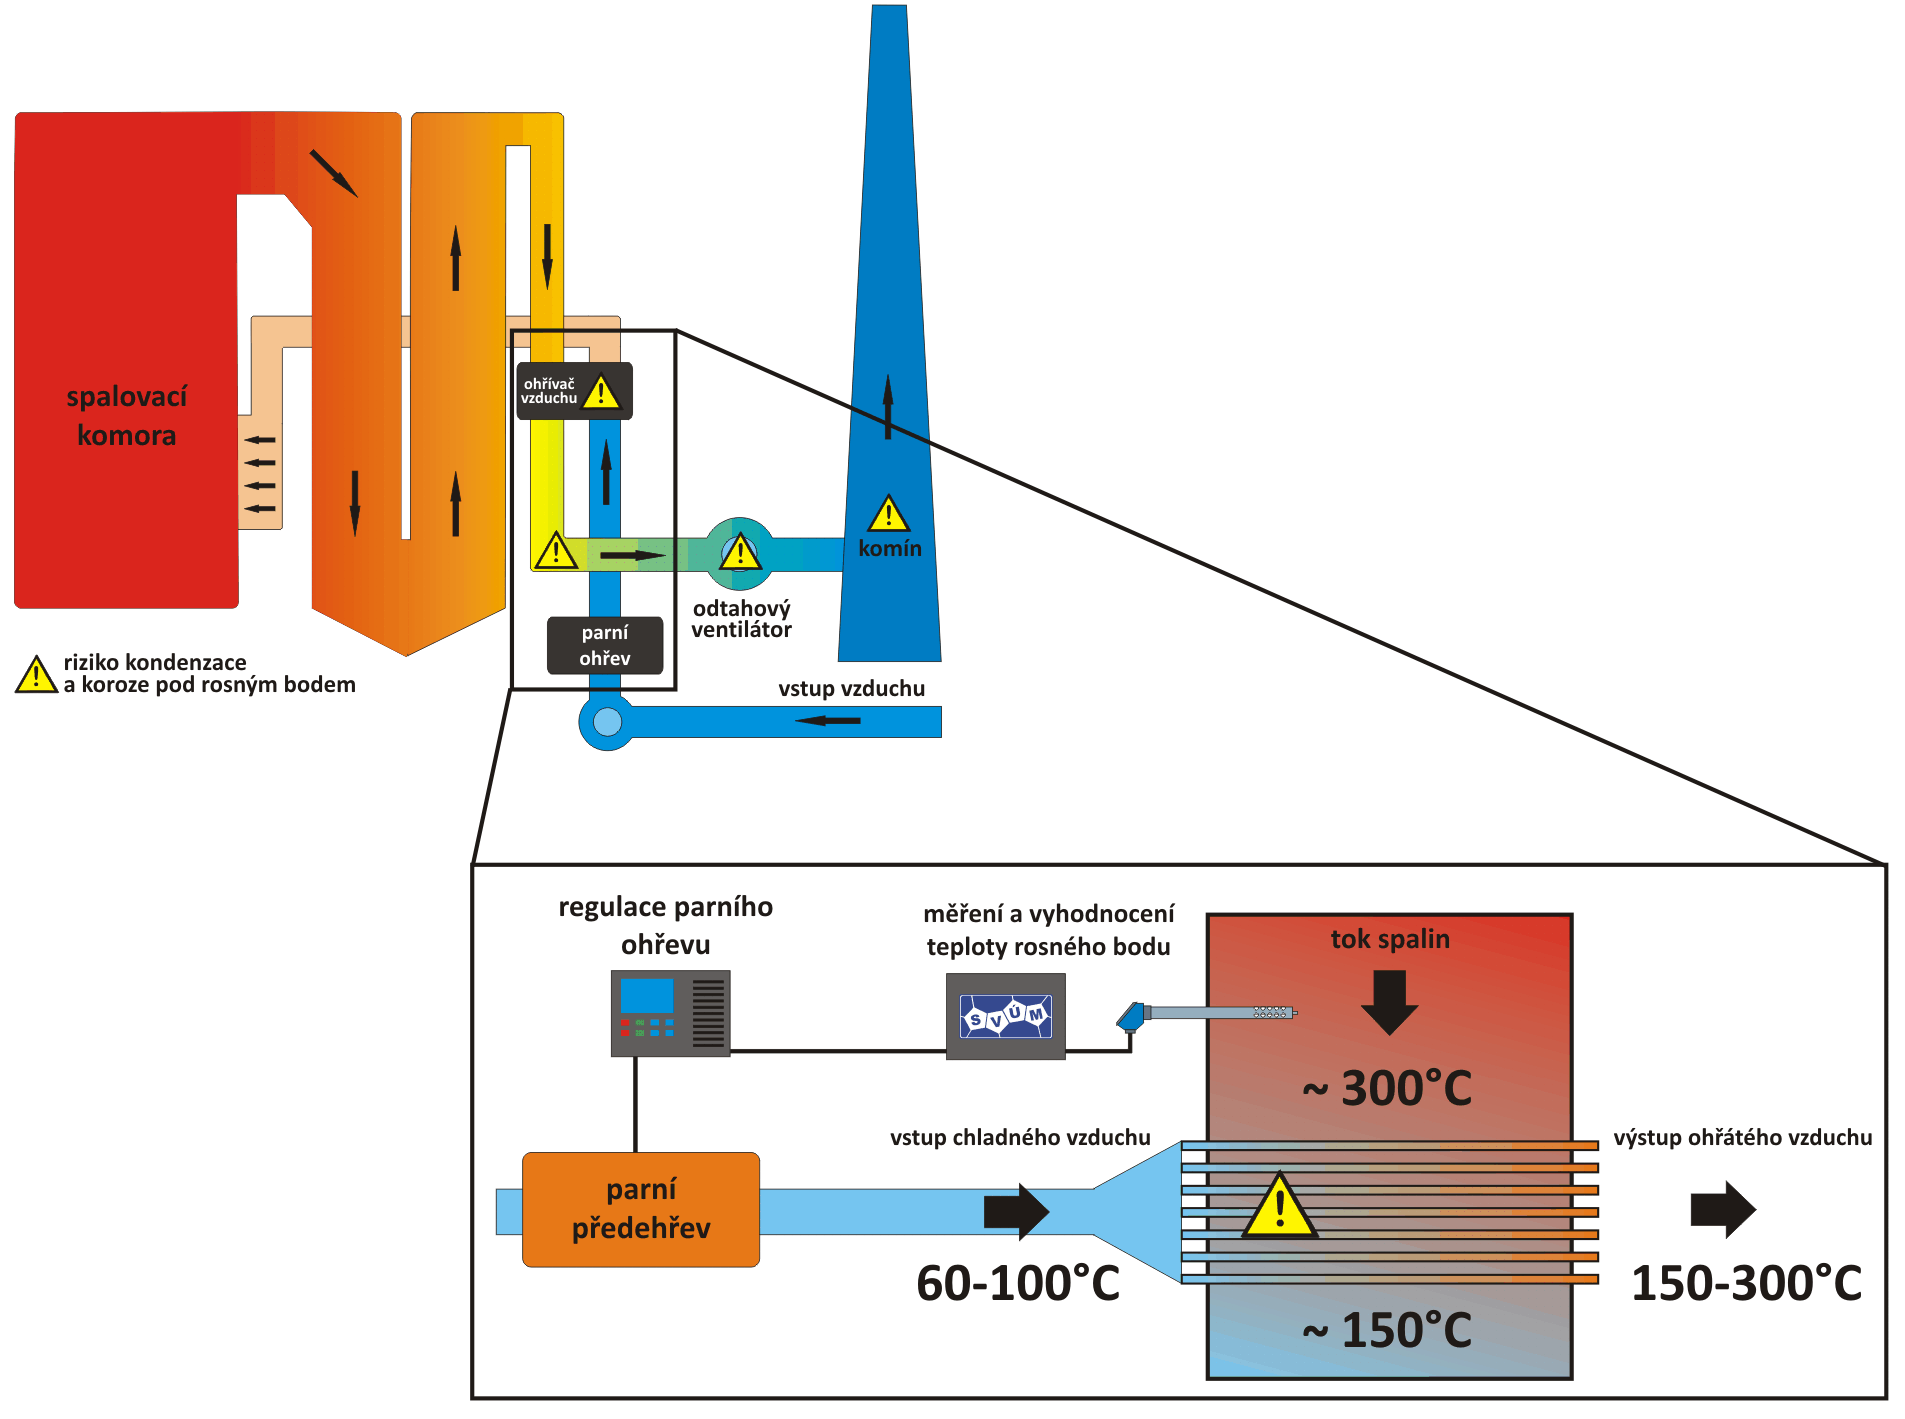 spalovací
komora
ohřívač
vzduchu
!
!
!
!
komín
odtahový
ventilátor
parní
ohřev
! riziko kondenzace
a koroze pod rosným bodem
vstup vzduchu
regulace parního
ohřevu
měření a vyhodnocení
teploty rosného bodu
SVÚM
tok spalin
~ 300°C
vstup chladného vzduchu
výstup ohřátého vzduchu
parní
předehřev
!
60-100°C
150-300°C
~ 150°C